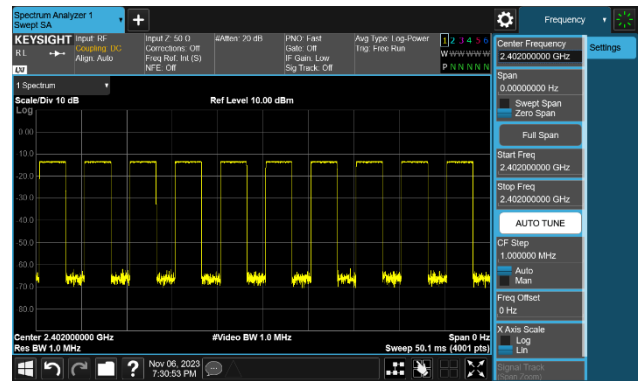 Spectrum Analyzer 1
Swept SA
+
Frequency
KEYSIGHT
RL
LXI
Input: RF
Coupling: DC
Align: Auto
Input Z: 50 Ω
Corrections: Off
Freq Ref: Int (S)
NFE: Off
#Atten: 20 dB
PNO: Fast
Gate: Off
IF Gain: Low
Sig Track: Off
Avg Type: Log-Power
Trig: Free Run
1 2 3 4 5 6
W W W W W W
P N N N N N
1 Spectrum
Scale/Div 10 dB
Ref Level 10.00 dBm
Log
0.00
-10.0
-20.0
-30.0
-40.0
-50.0
-60.0
-70.0
-80.0
Center 2.402000000 GHz
#Video BW 1.0 MHz
Span 0 Hz
Res BW 1.0 MHz
Sweep 50.1 ms (4001 pts)
?
Nov 06, 2023
7:30:53 PM
Center Frequency
2.402000000 GHz
Settings
Span
0.00000000 Hz
Swept Span
Zero Span
Full Span
Start Freq
2.402000000 GHz
Stop Freq
2.402000000 GHz
AUTO TUNE
CF Step
1.000000 MHz
Auto
Man
Freq Offset
0 Hz
X Axis Scale
Log
Lin
Signal Track
(Span Zoom)